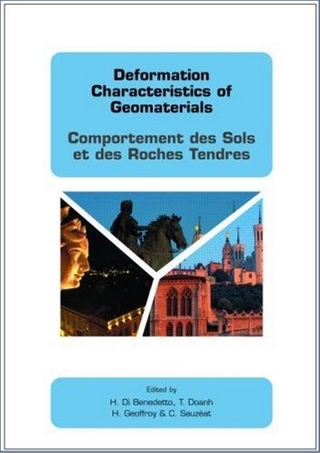 Deformation
Characteristics of
Geomaterials
Comportement des Sols
et des Roches Tendres
Edited by
H. Di Benedetto, T. Doanh
H. Geoffroy & C. Sauzéat